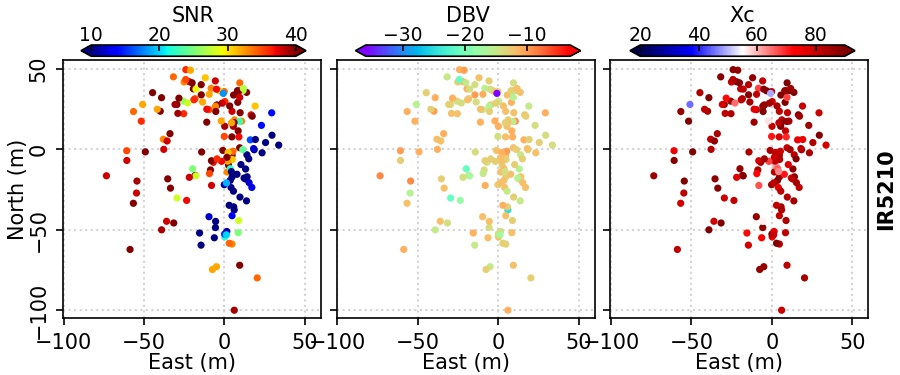 SNR DBV Xc
10 20 30 40 −30 −20 −10 20 40 60 80
50
0
−50
−100
North (m)
−100 −50 0 50 −100 −50 0 50 −100 −50 0 50
East (m) East (m) East (m)
IR5210